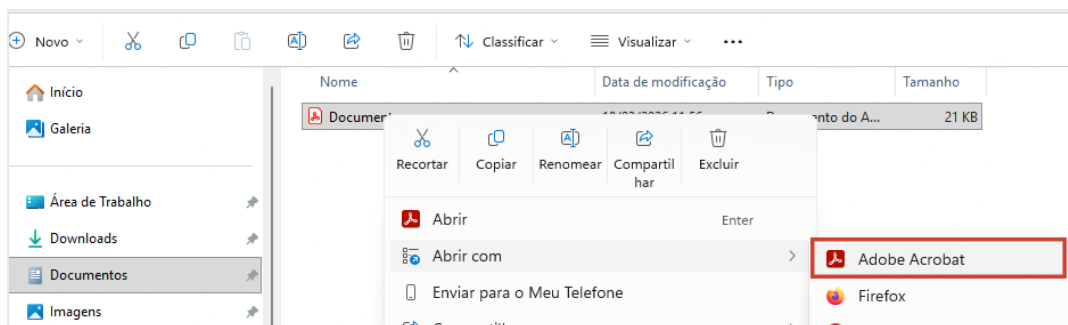 Novo
Classificar
Visualizar
Início
Galeria
Área de Trabalho
Downloads
Documentos
Imagens
Nome Data de modificação Tipo Tamanho
21 KB
Recortar Copiar Renomear Compartil
har Excluir
Abrir Enter
Abrir com
Enviar para o Meu Telefone
Adobe Acrobat
Firefox